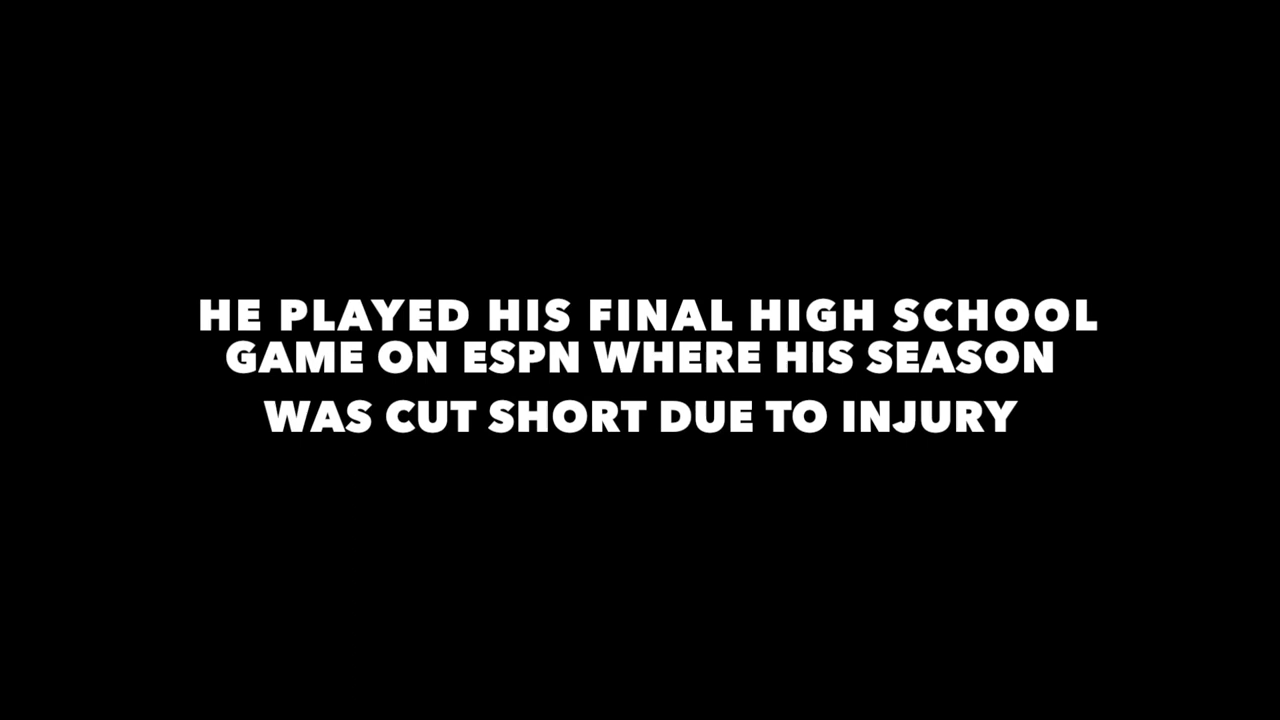 HE PLAYED HIS FINAL HIGH SCHOOL
GAME ON ESPN WHERE HIS SEASON
WAS CUT SHORT DUE TO INJURY